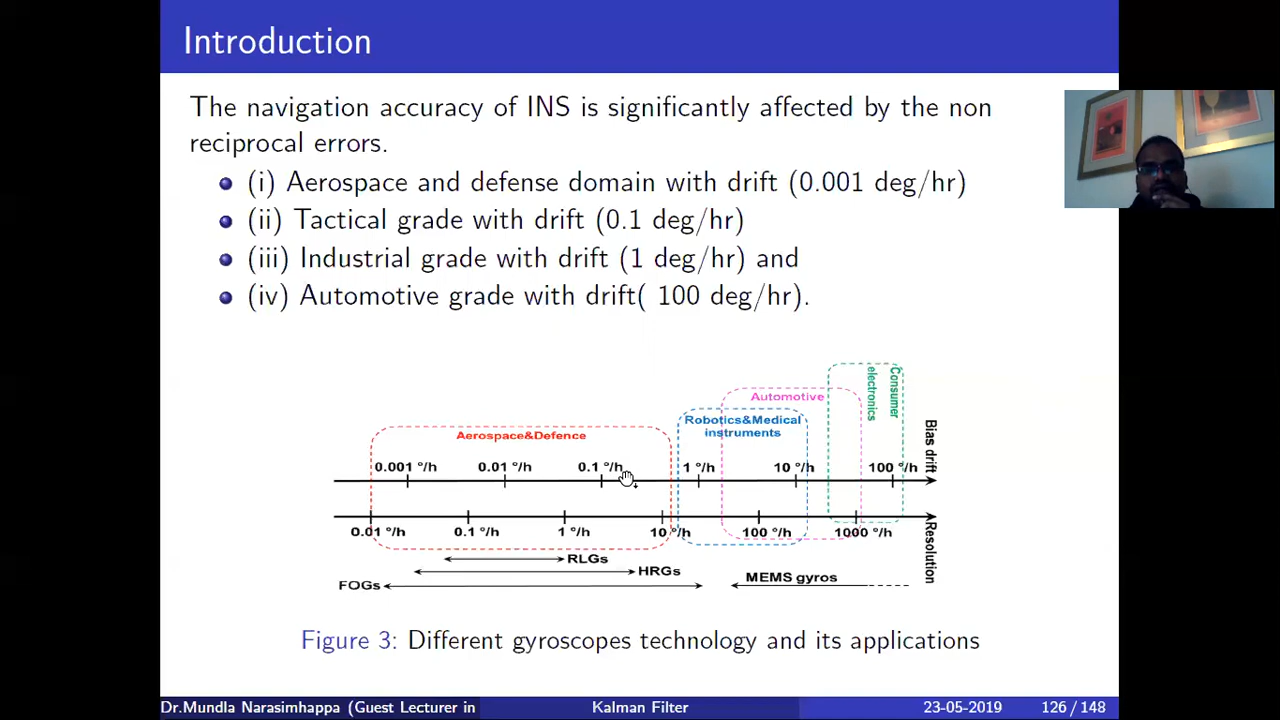 Introduction
The navigation accuracy of INS is significantly affected by the non
reciprocal errors.
(i) Aerospace and defense domain with drift (0.001 deg/hr)
(ii) Tactical grade with drift (0.1 deg/hr)
(iii) Industrial grade with drift (1 deg/hr) and
(iv) Automotive grade with drift( 100 deg/hr).
Consumer
electronics
Automotive
Robotics&Medical
instruments
Aerospace&Defence
Bias drift
0.001 °/h 0.01 °/h 0.1 °/h 1 °/h 10 °/h 100 °/h
Resolution
0.01 °/h 0.1 °/h 1 °/h 10 °/h 100 °/h 1000 °/h
RLGs
HRGs
MEMS gyros
FOGs
Figure 3: Different gyroscopes technology and its applications
Dr.Mundla Narasimhappa (Guest Lecturer in Kalman Filter 23-05-2019 126 / 148